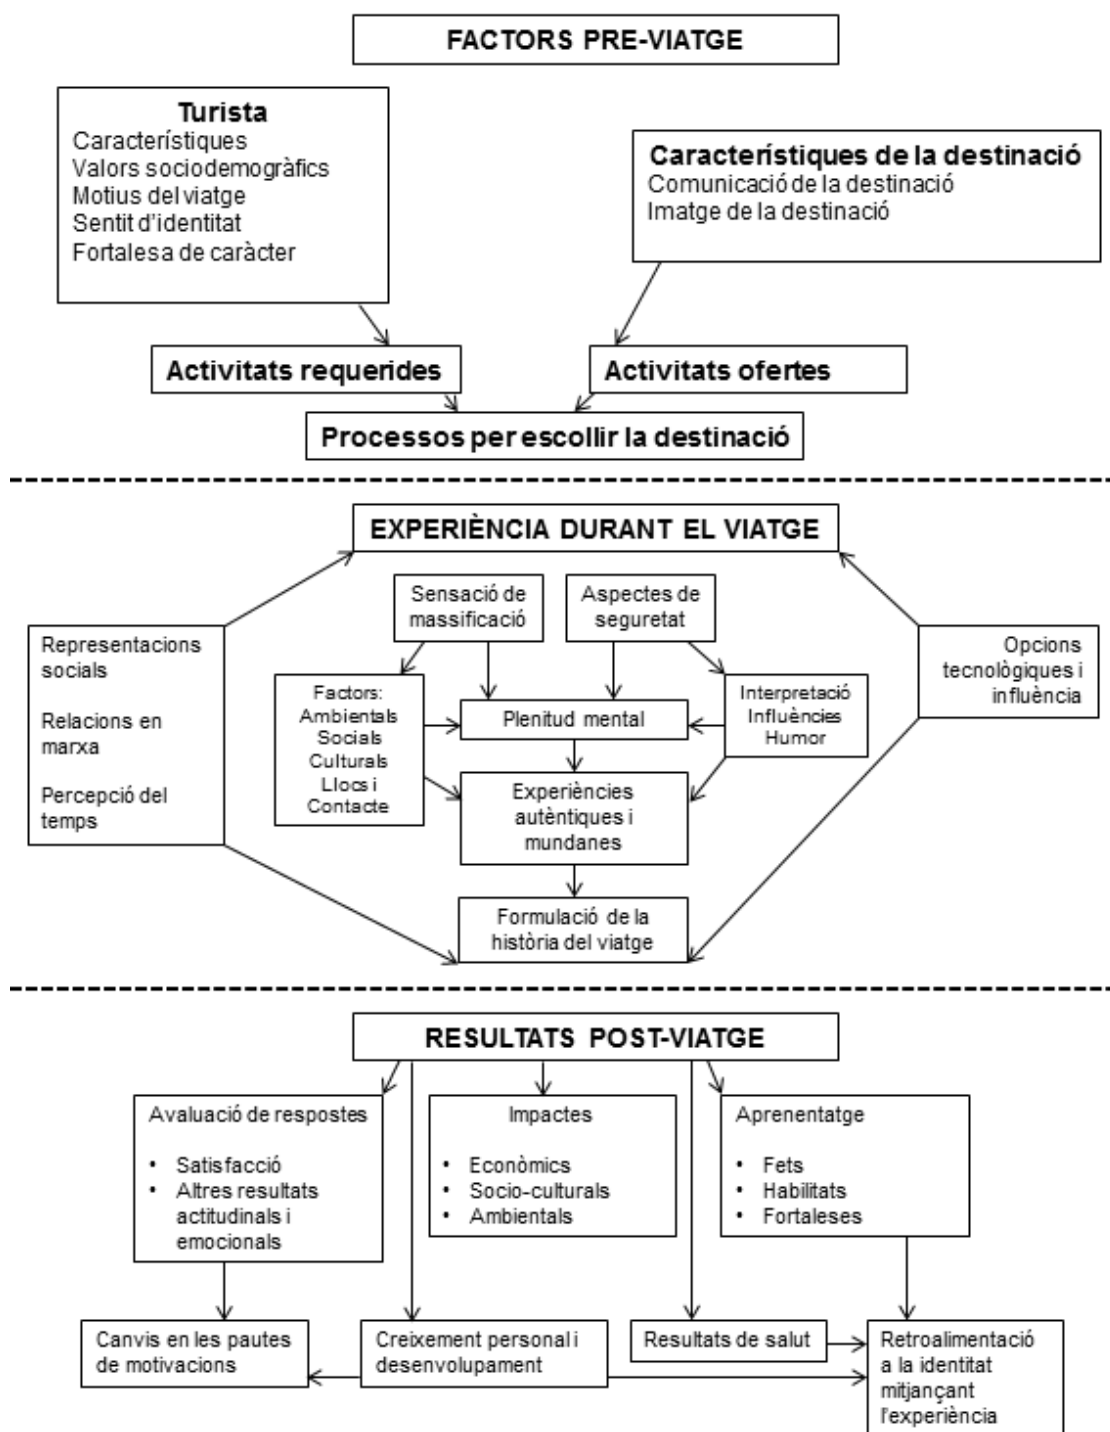 FACTORS PRE-VIATGE
Turista
Característiques
Valors sociodemogràfics
Motius del viatge
Sentit d'identitat
Fortalesa de caràcter
Característiques de la destinació
Comunicació de la destinació
Imatge de la destinació
Activitats requerides
Activitats ofertes
Processos per escollir la destinació
EXPERIÈNCIA DURANT EL VIATGE
Sensació de
massificació
Aspectes de
seguretat
Representacions
socials
Relacions en
marxa
Percepció del
temps
Factors:
Ambientals
Socials
Culturals
Llocs i
Contacte
Plenitud mental
Interpretació
Influències
Humor
Opcions
tecnològiques i
influència
Experiències
autèntiques i
mundanes
Formulació de la
història del viatge
RESULTATS POST-VIATGE
Avaluació de respostes
• Satisfacció
• Altres resultats
actitudinals i
emocionals
Impactes
• Econòmics
• Socio-culturals
• Ambientals
Aprenentatge
• Fets
• Habilitats
• Fortaleses
Canvis en les pautes
de motivacions
Creixement personal i
desenvolupament
Resultats de salut
Retroalimentació
a la identitat
mitjançant
l'experiència